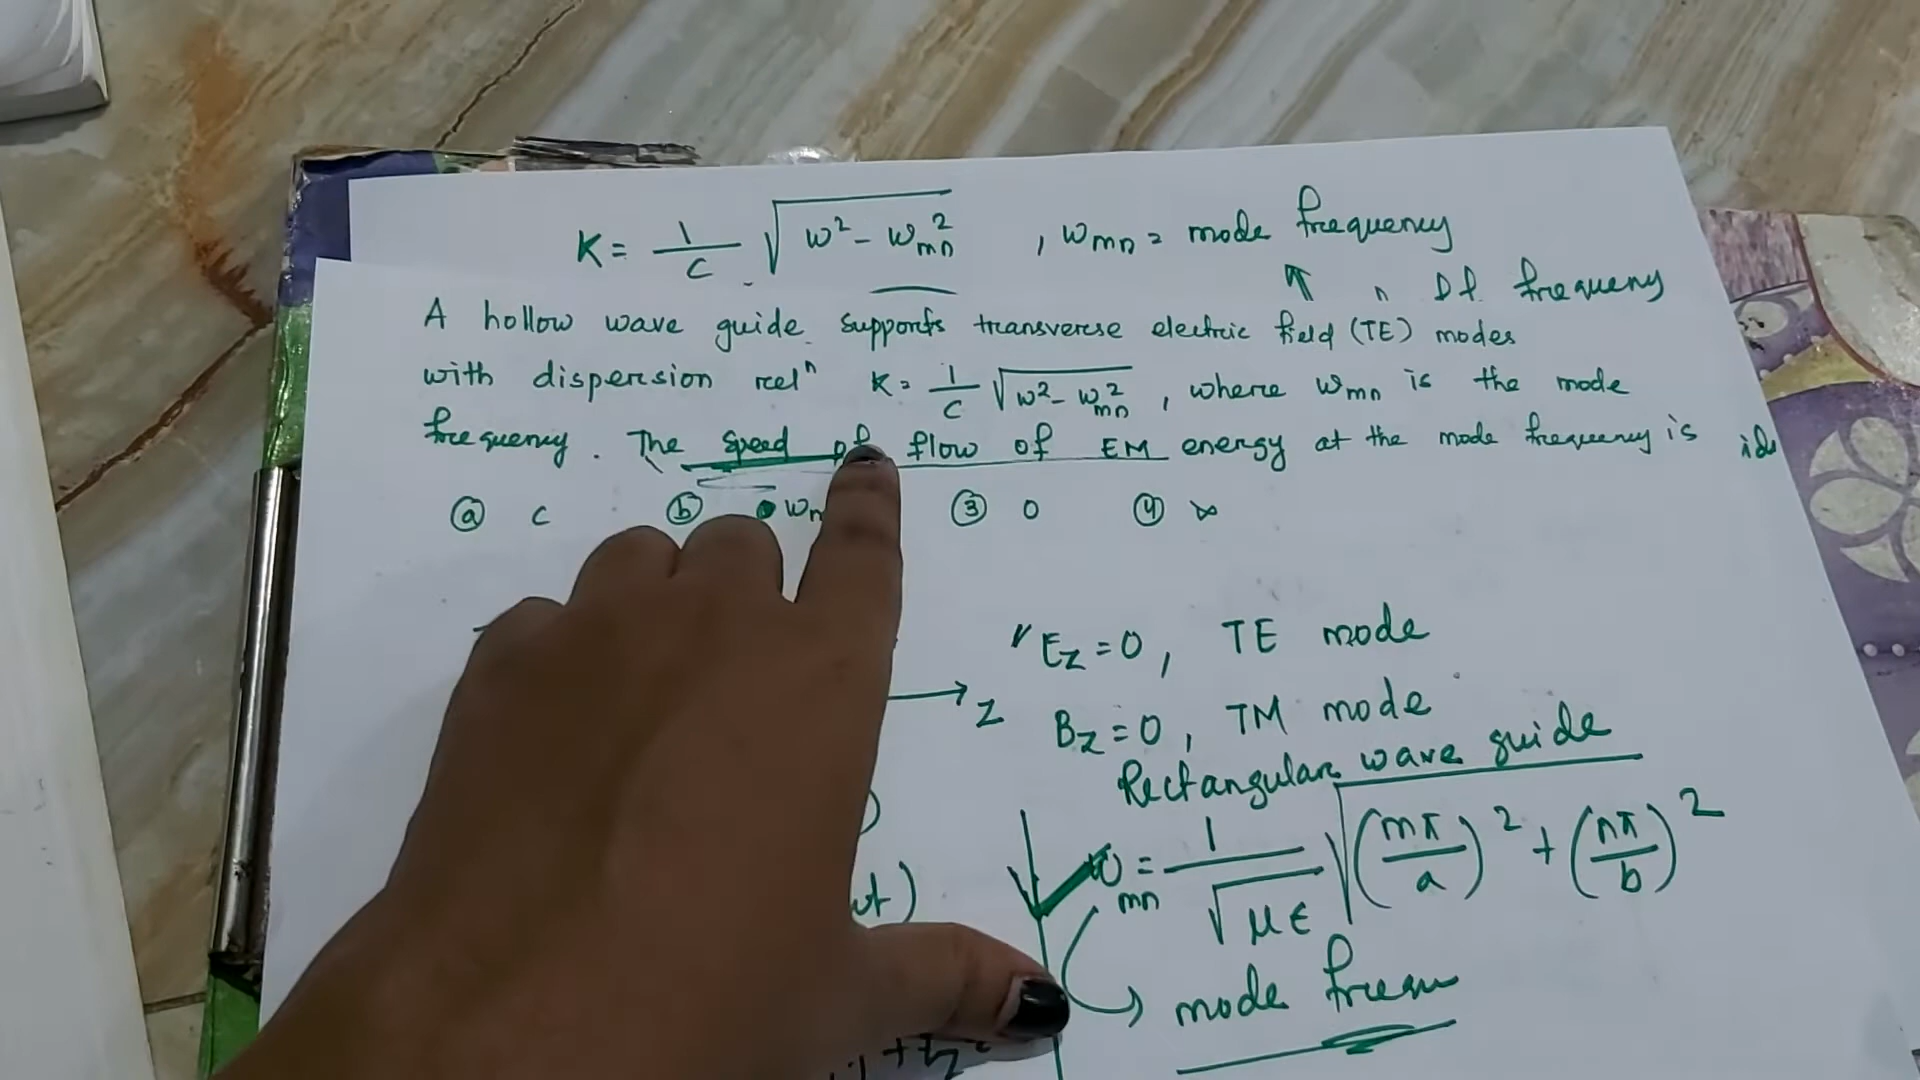 K = 1/C √(ω² - ω²mn) , ωmn = mode frequency
↑ n Df frequency
A hollow wave guide supports transverse electric field (TE) modes
with dispersion relⁿ K = 1/C √(ω² - ω²mn) , where ωmn is the mode
frequency. The speed of flow of EM energy at the mode frequency is
ⓐ C ⓑ ③ 0 ④ ∞
Ez = 0, TE mode
→ Z
Bz = 0, TM mode
Rectangular wave guide
ωmn = 1/√με √((mπ/a)² + (nπ/b)²)
mode